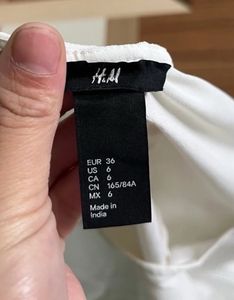 H&M
EUR 36
US 6
CA 6
CN 165/84A
MX 6
Made in
India